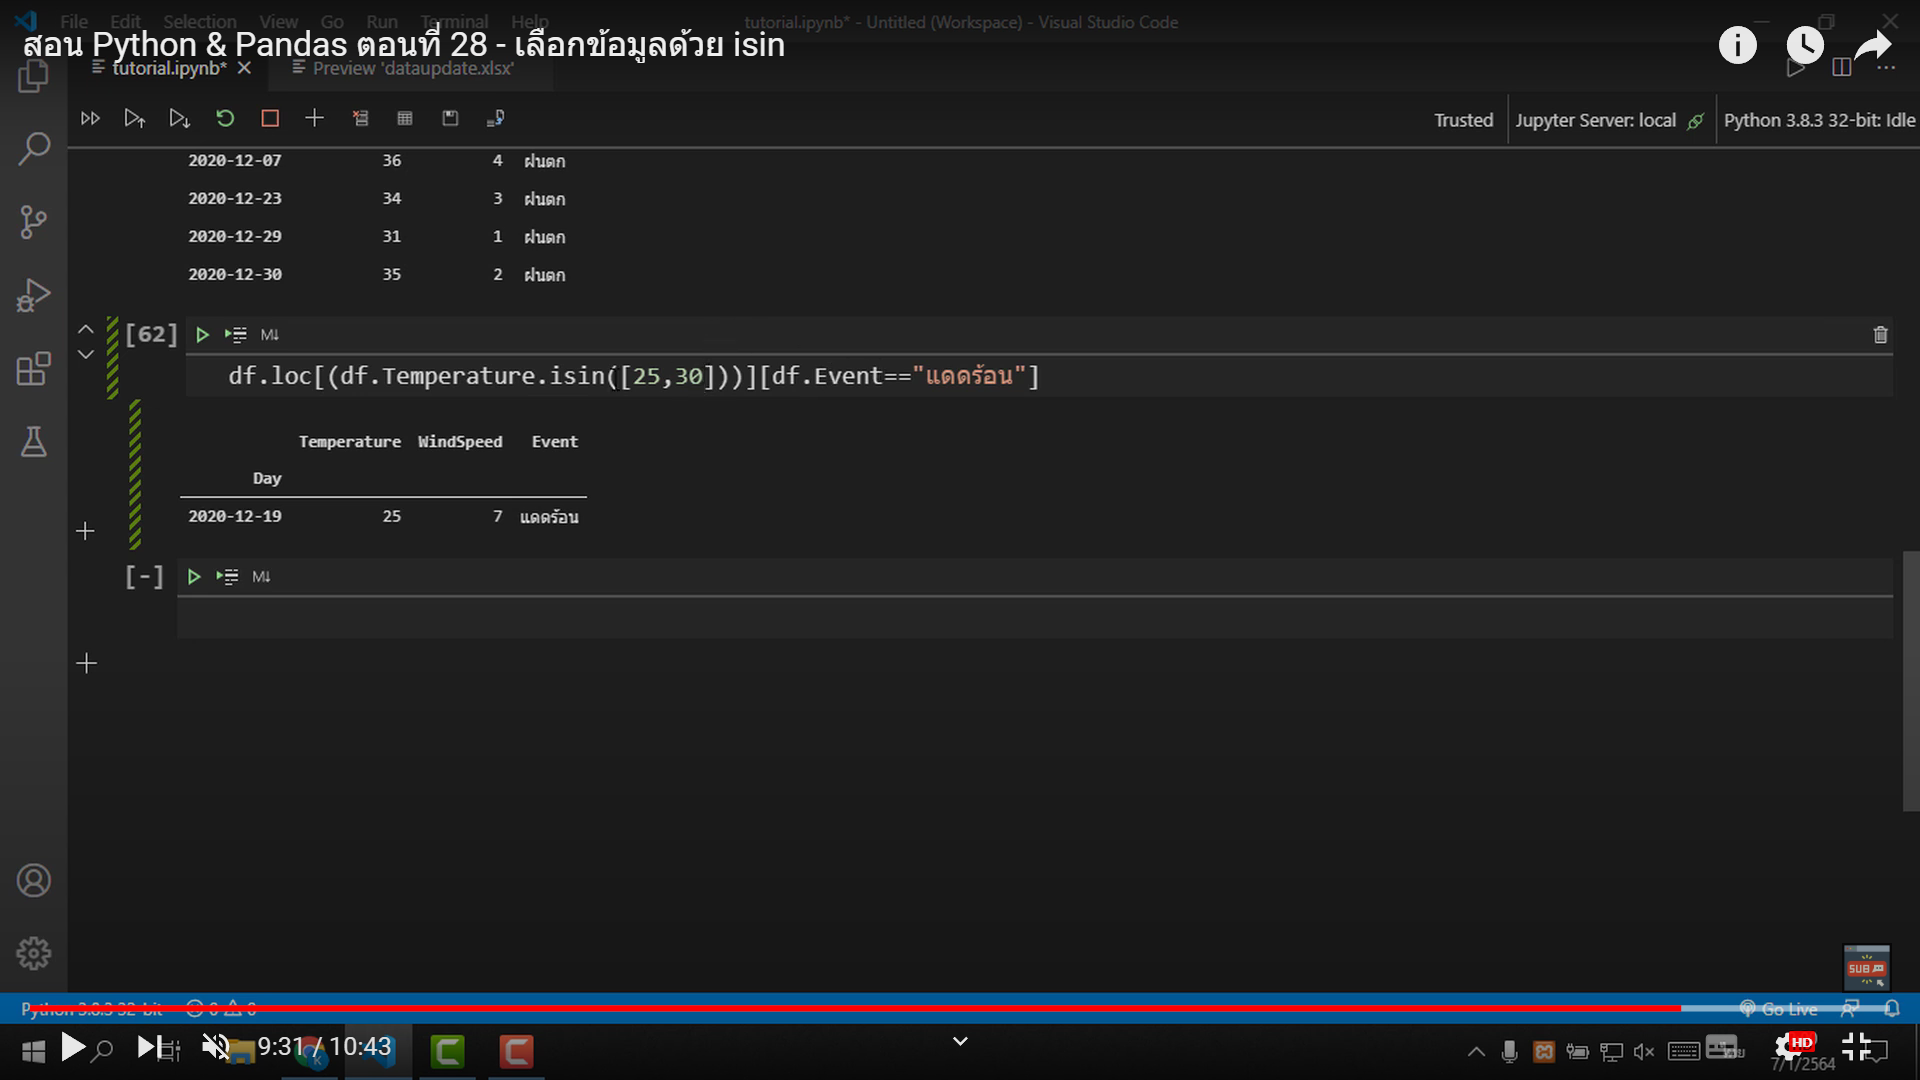 File Edit Selection View Go Run Terminal Help
tutorial.ipynb* - Untitled (Workspace) - Visual Studio Code
สอน Python & Pandas ตอนที่ 28 - เลือกข้อมูลด้วย isin
tutorial.ipynb*
Preview 'dataupdate.xlsx'
Trusted
Jupyter Server: local
Python 3.8.3 32-bit: Idle
2020-12-07 36 4 ฝนตก
2020-12-23 34 3 ฝนตก
2020-12-29 31 1 ฝนตก
2020-12-30 35 2 ฝนตก
[62]
M↓
df.loc[(df.Temperature.isin([25,30]))][df.Event=="แดดร้อน"]
Temperature WindSpeed Event
Day
2020-12-19 25 7 แดดร้อน
[-]
M↓
SUB
Python 3.8.3 32-bit 0 0
Go Live
9:31 / 10:43
HD
7/1/2564